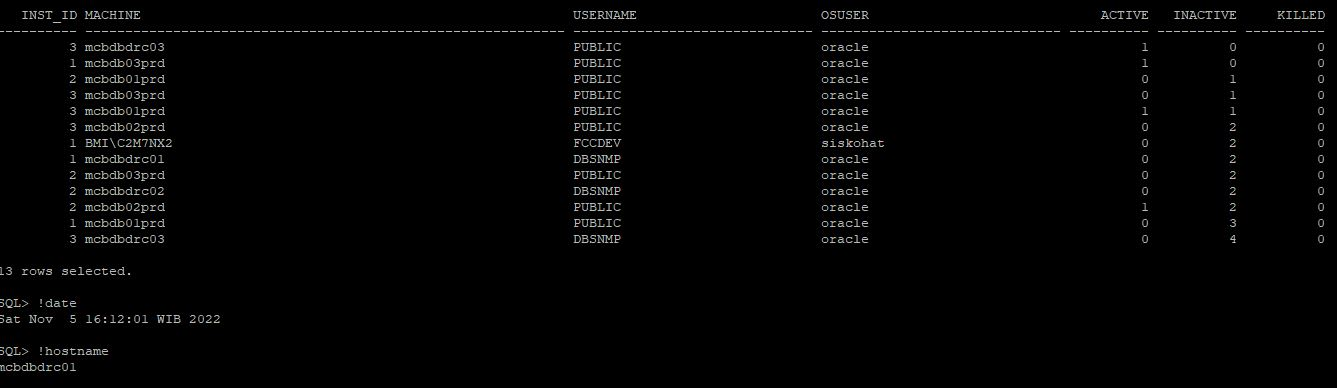 INST_ID MACHINE USERNAME OSUSER ACTIVE INACTIVE KILLED
---------- ---------------------------------------------------------------- ------------------------------ ------------------------------ ---------- ---------- ----------
3 mcbdbdrc03 PUBLIC oracle 1 0 0
1 mcbdb03prd PUBLIC oracle 1 0 0
2 mcbdb01prd PUBLIC oracle 0 1 0
3 mcbdb03prd PUBLIC oracle 0 1 0
3 mcbdb01prd PUBLIC oracle 1 1 0
3 mcbdb02prd PUBLIC oracle 0 2 0
1 BMI\C2M7NX2 FCCDEV siskohat 0 2 0
1 mcbdbdrc01 DBSNMP oracle 0 2 0
2 mcbdb03prd PUBLIC oracle 0 2 0
2 mcbdbdrc02 DBSNMP oracle 0 2 0
2 mcbdb02prd PUBLIC oracle 1 2 0
1 mcbdb01prd PUBLIC oracle 0 3 0
3 mcbdbdrc03 DBSNMP oracle 0 4 0
13 rows selected.
SQL> !date
Sat Nov  5 16:12:01 WIB 2022
SQL> !hostname
mcbdbdrc01